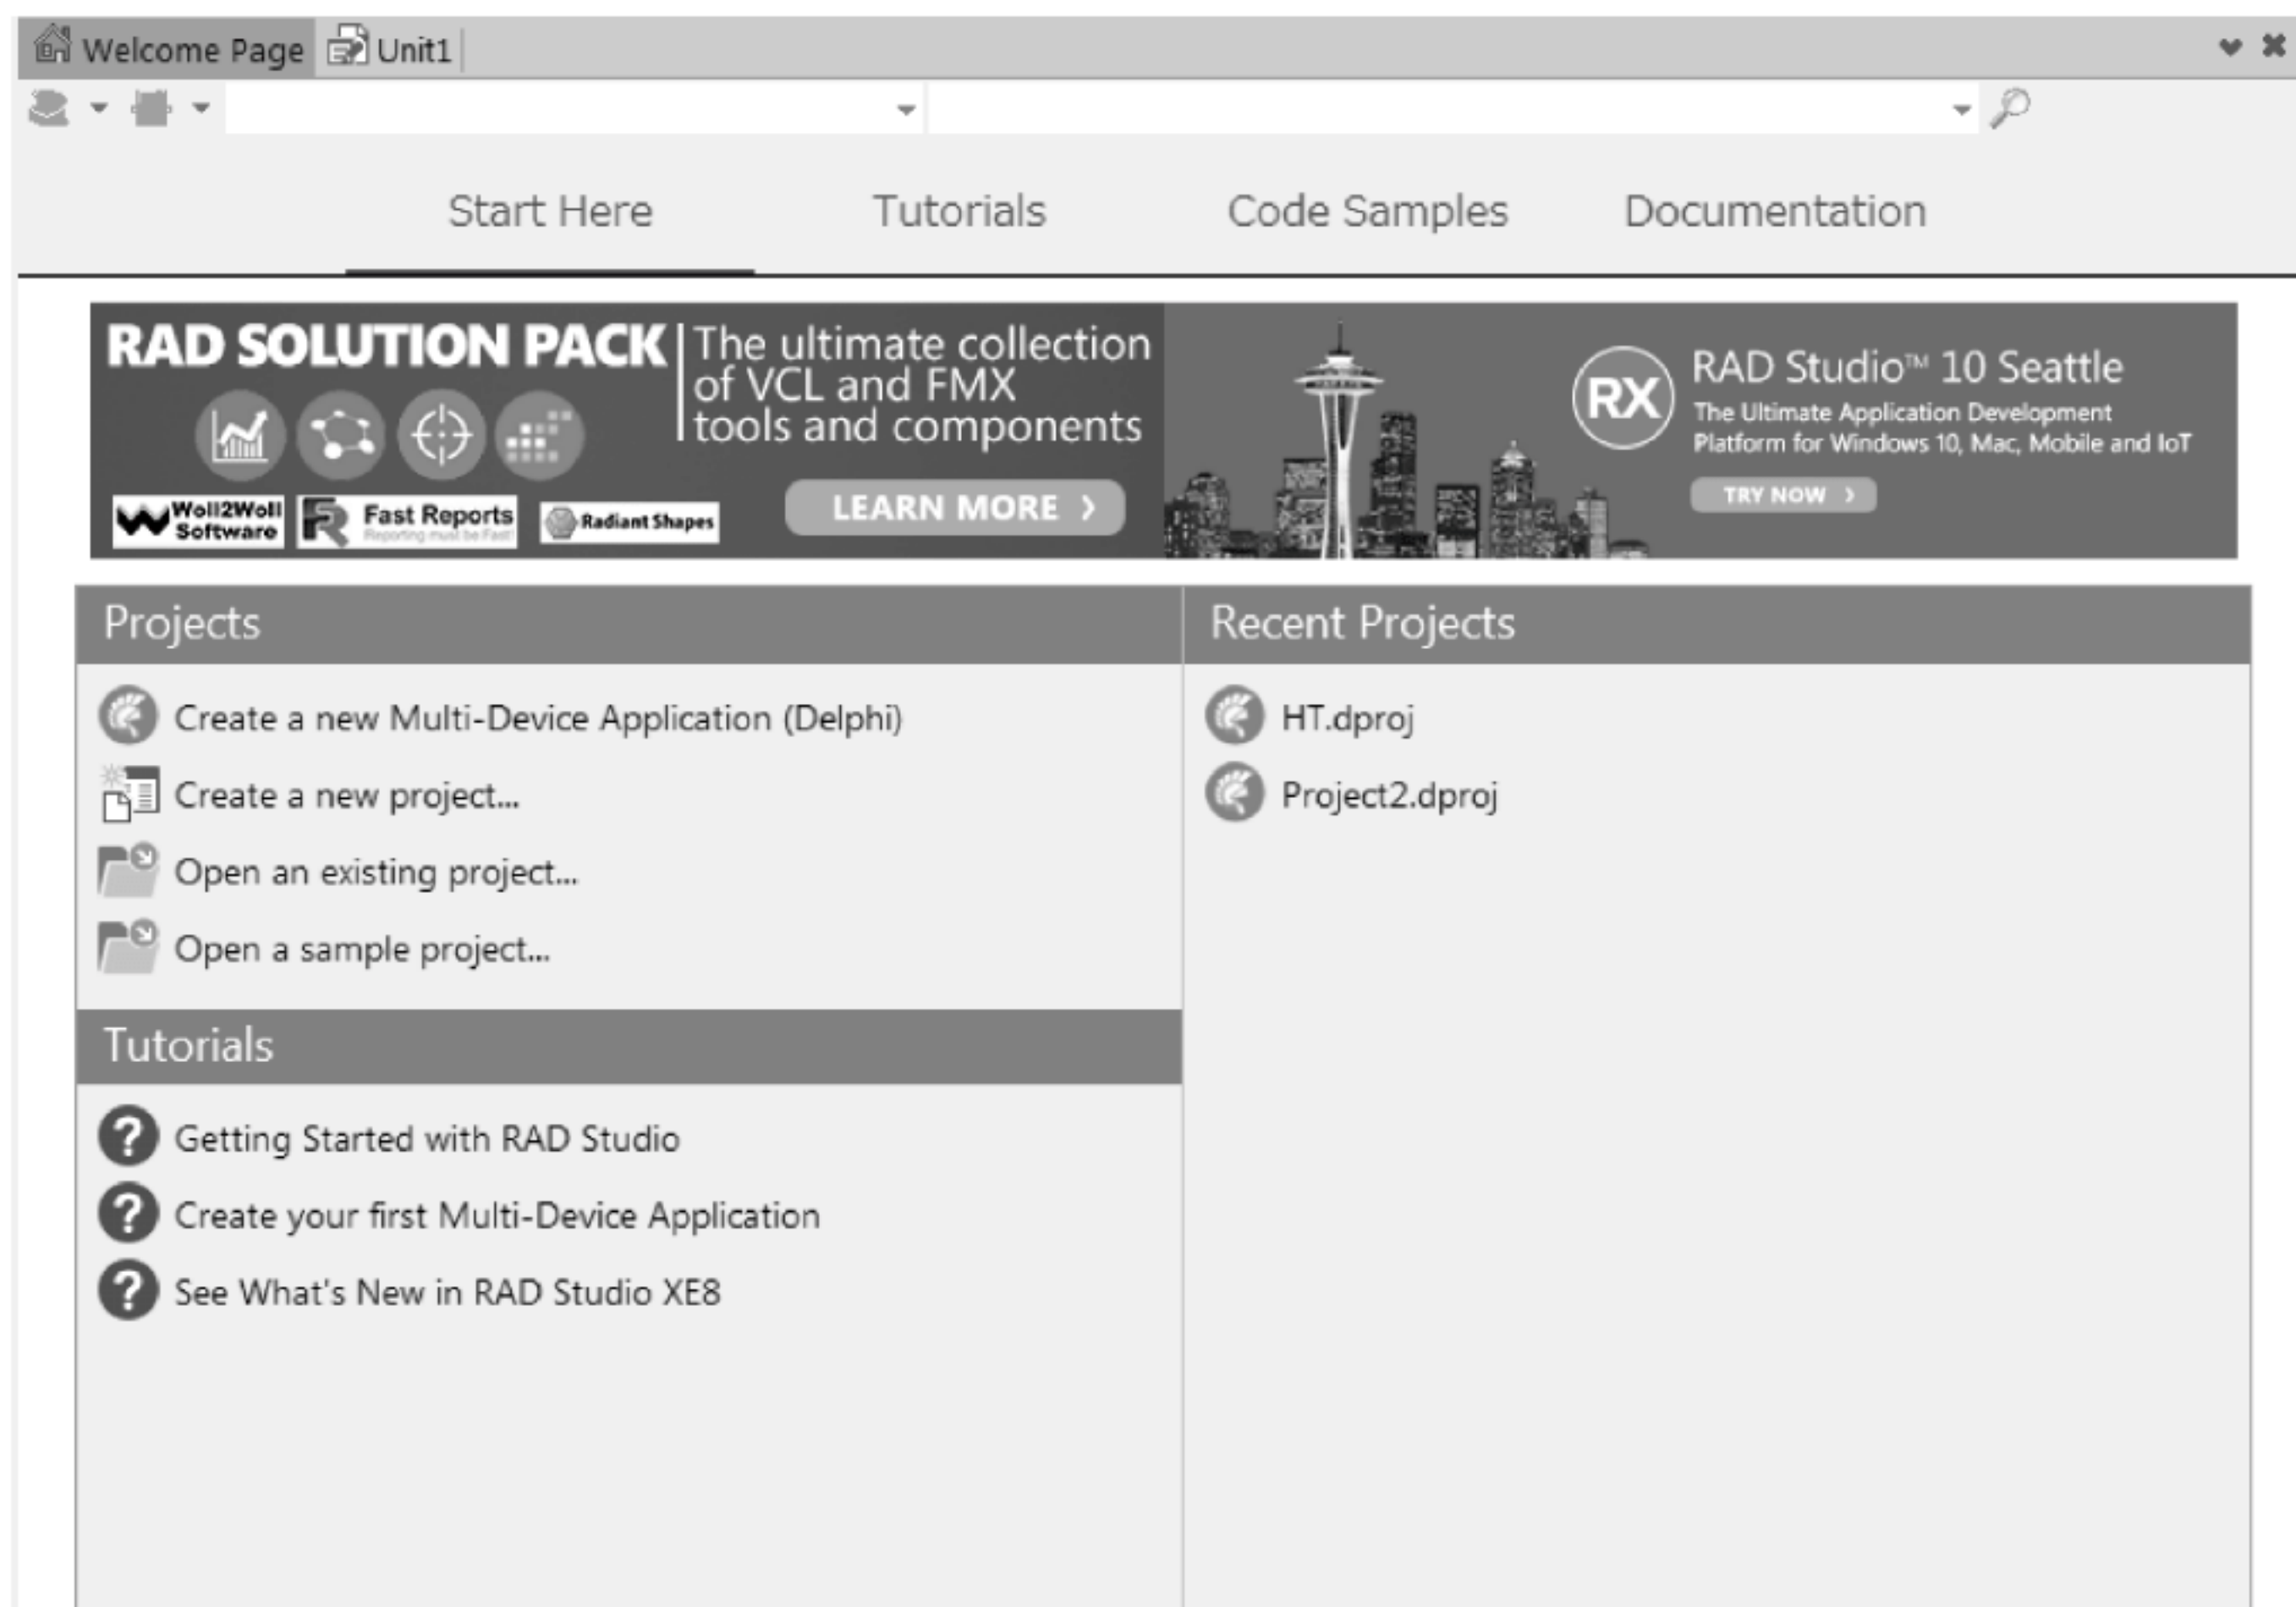 Welcome Page Unit1
Start Here Tutorials Code Samples Documentation
RAD SOLUTION PACK
The ultimate collection
of VCL and FMX
tools and components
Woll2Woll
Software
Fast Reports
Reporting must be Fast!
Radiant Shapes
LEARN MORE >
RX
RAD Studio™ 10 Seattle
The Ultimate Application Development
Platform for Windows 10, Mac, Mobile and IoT
TRY NOW >
Projects
Create a new Multi-Device Application (Delphi)
Create a new project...
Open an existing project...
Open a sample project...
Tutorials
Getting Started with RAD Studio
Create your first Multi-Device Application
See What's New in RAD Studio XE8
Recent Projects
HT.dproj
Project2.dproj